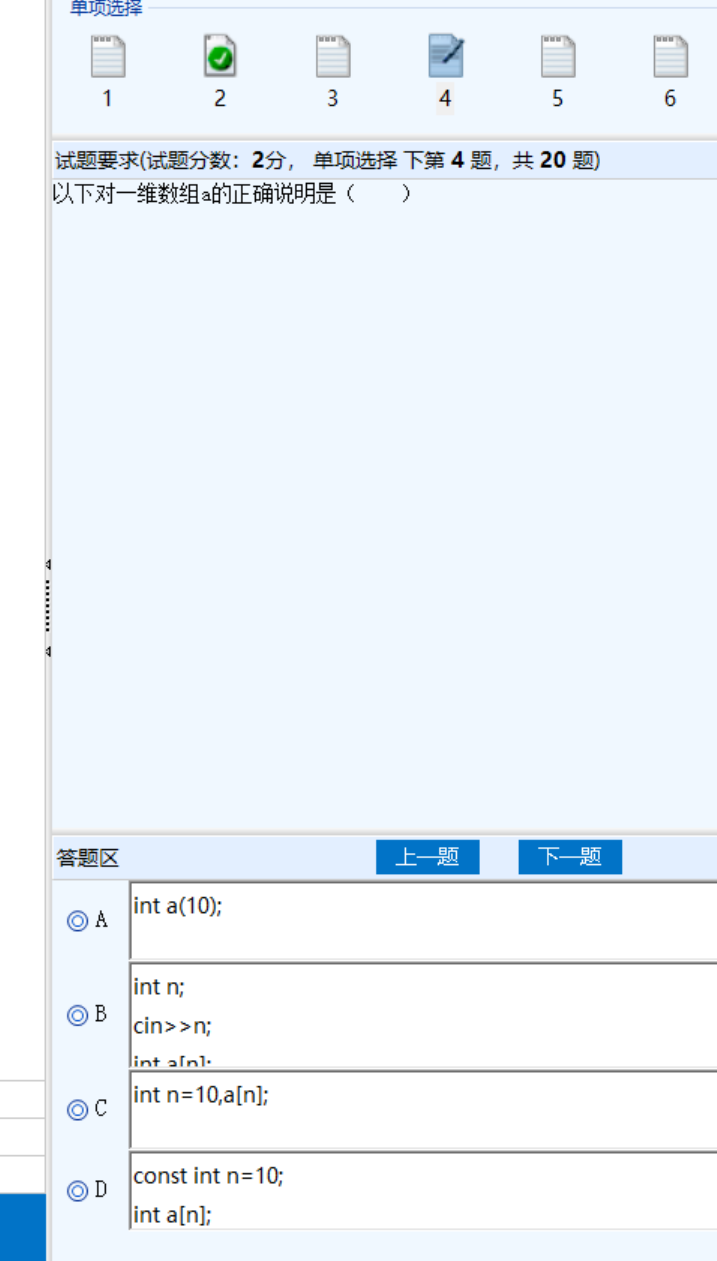 单项选择
1 2 3 4 5 6
试题要求(试题分数：2分， 单项选择 下第 4 题，共 20 题)
以下对一维数组a的正确说明是（　　）
答题区 上一题 下一题
A int a(10);
B int n;
cin>>n;
int a[n];
C int n=10,a[n];
D const int n=10;
int a[n];